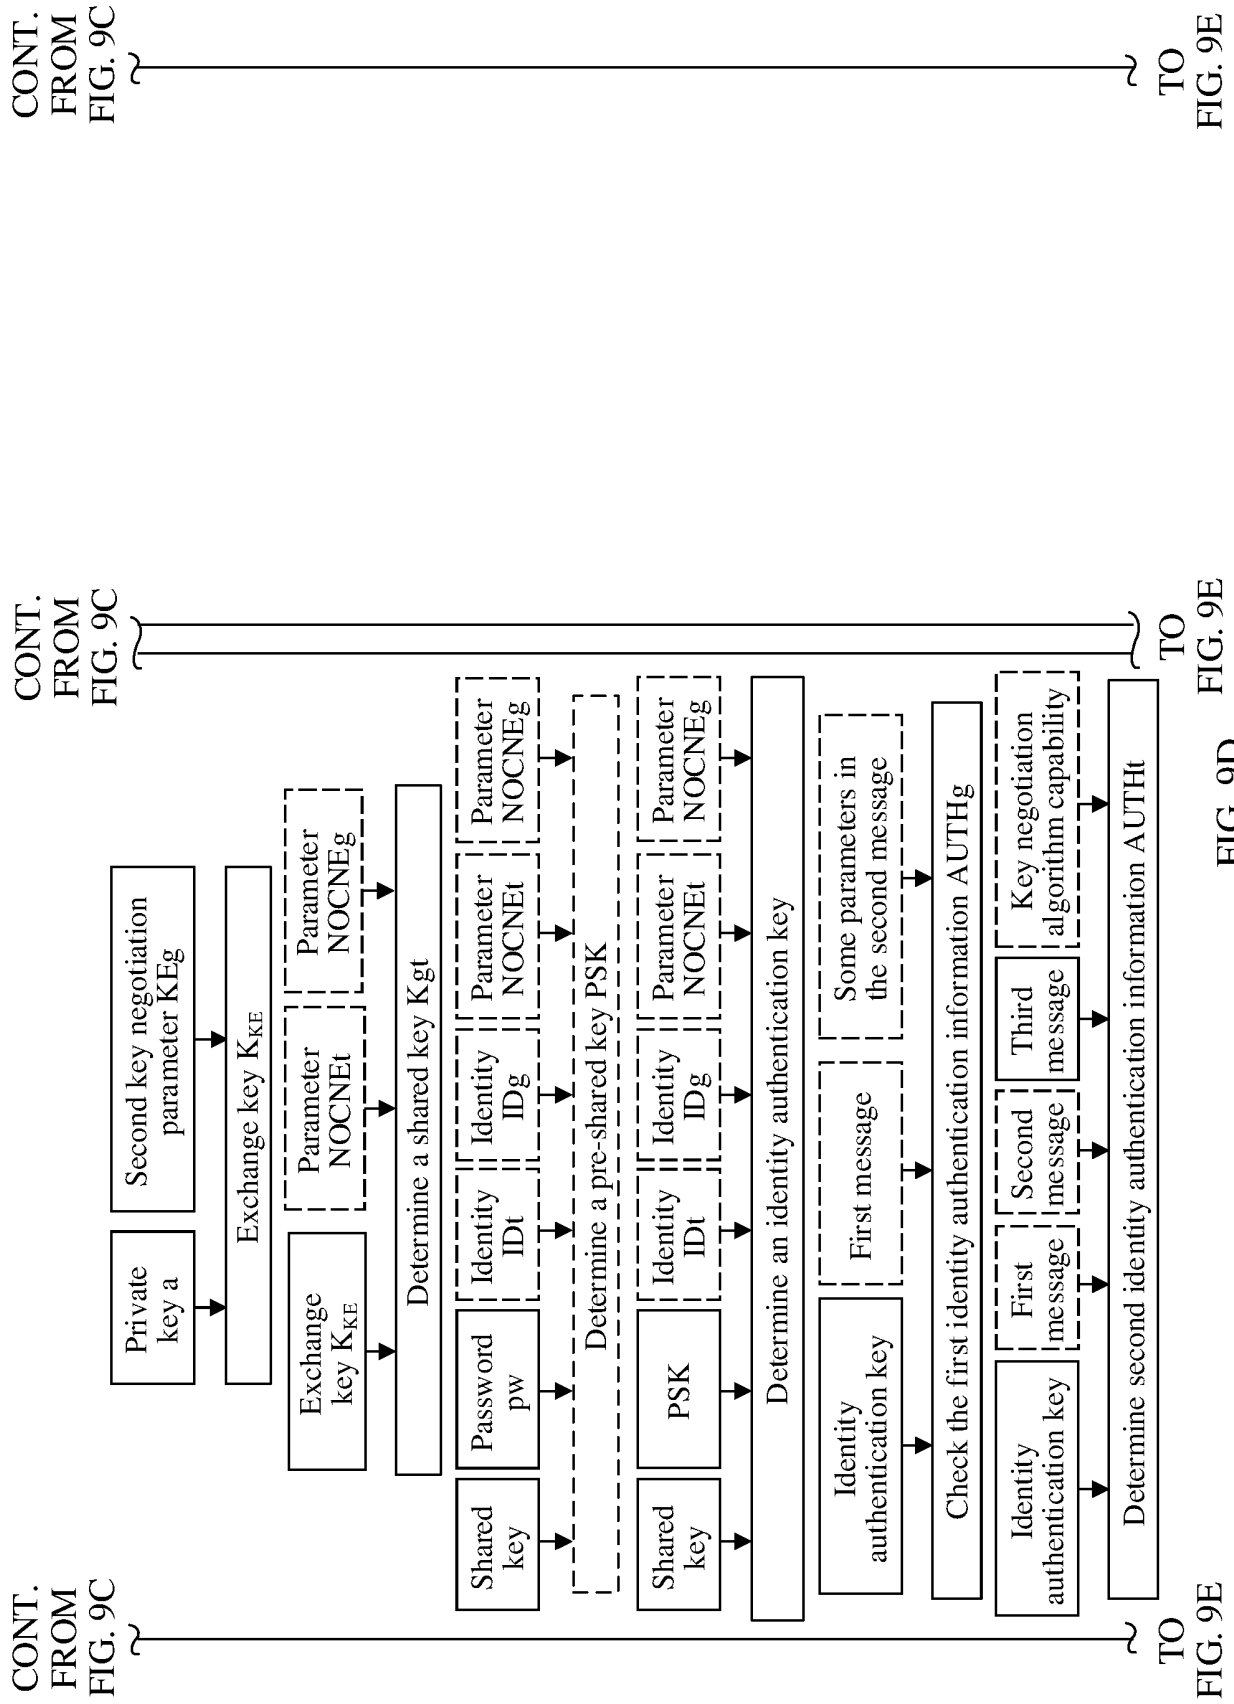 CONT.
FROM
FIG. 9C
CONT.
FROM
FIG. 9C
CONT.
FROM
FIG. 9C
Private
key a
Second key negotiation
parameter KEg
Exchange key KKE
Exchange
key KKE
Parameter
NOCNEt
Parameter
NOCNEg
Determine a shared key Kgt
Shared
key
Password
pw
Identity
IDt
Identity
IDg
Parameter
NOCNEt
Parameter
NOCNEg
Determine a pre-shared key PSK
Shared
key
PSK
Identity
IDt
Identity
IDg
Parameter
NOCNEt
Parameter
NOCNEg
Determine an identity authentication key
Identity
authentication key
First message
Some parameters in
the second message
Check the first identity authentication information AUTHg
Identity
authentication key
First
message
Second
message
Third
message
Key negotiation
algorithm capability
Determine second identity authentication information AUTHt
TO
FIG. 9E
TO
FIG. 9E
TO
FIG. 9E
FIG. 9D